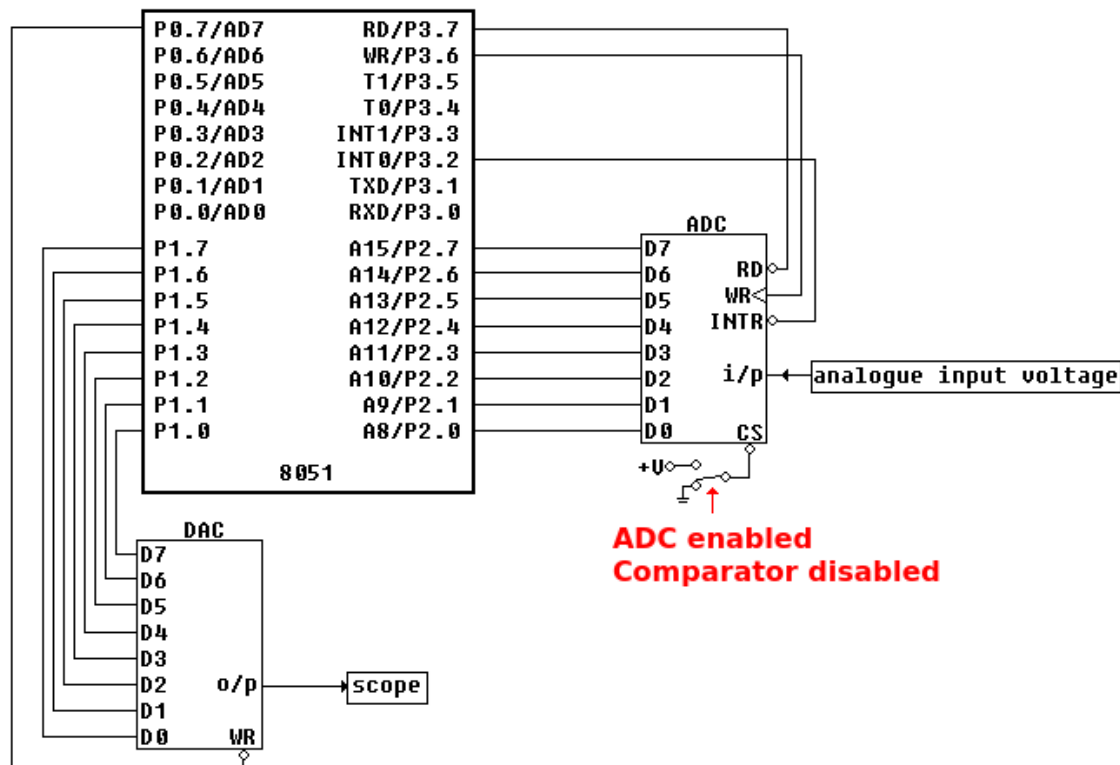 P0.7/AD7 RD/P3.7
P0.6/AD6 WR/P3.6
P0.5/AD5 T1/P3.5
P0.4/AD4 T0/P3.4
P0.3/AD3 INT1/P3.3
P0.2/AD2 INT0/P3.2
P0.1/AD1 TXD/P3.1
P0.0/AD0 RXD/P3.0
P1.7 A15/P2.7
P1.6 A14/P2.6
P1.5 A13/P2.5
P1.4 A12/P2.4
P1.3 A11/P2.3
P1.2 A10/P2.2
P1.1 A9/P2.1
P1.0 A8/P2.0
8051
ADC
D7
D6 RD
D5 WR
D4 INTR
D3
D2 i/p
D1
D0 CS
analogue input voltage
+V
ADC enabled
Comparator disabled
DAC
D7
D6
D5
D4
D3
D2 o/p
D1
D0 WR
scope